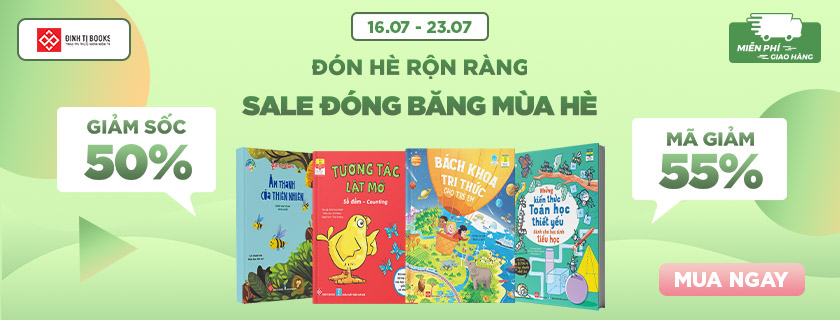 ĐINH TỊ BOOKS
16.07 - 23.07
MIỄN PHÍ
GIAO HÀNG
ĐÓN HÈ RỘN RÀNG
SALE ĐÓNG BĂNG MÙA HÈ
GIẢM SỐC
50%
MÃ GIẢM
55%
ÂM THANH
CỦA THIÊN NHIÊN
TƯƠNG TÁC
LẬT MỞ
Số đếm - Counting
BÁCH KHOA
TRI THỨC
CHO TRẺ EM
Những
kiến thức
Toán học
thiết yếu
dành cho học sinh
tiểu học
MUA NGAY